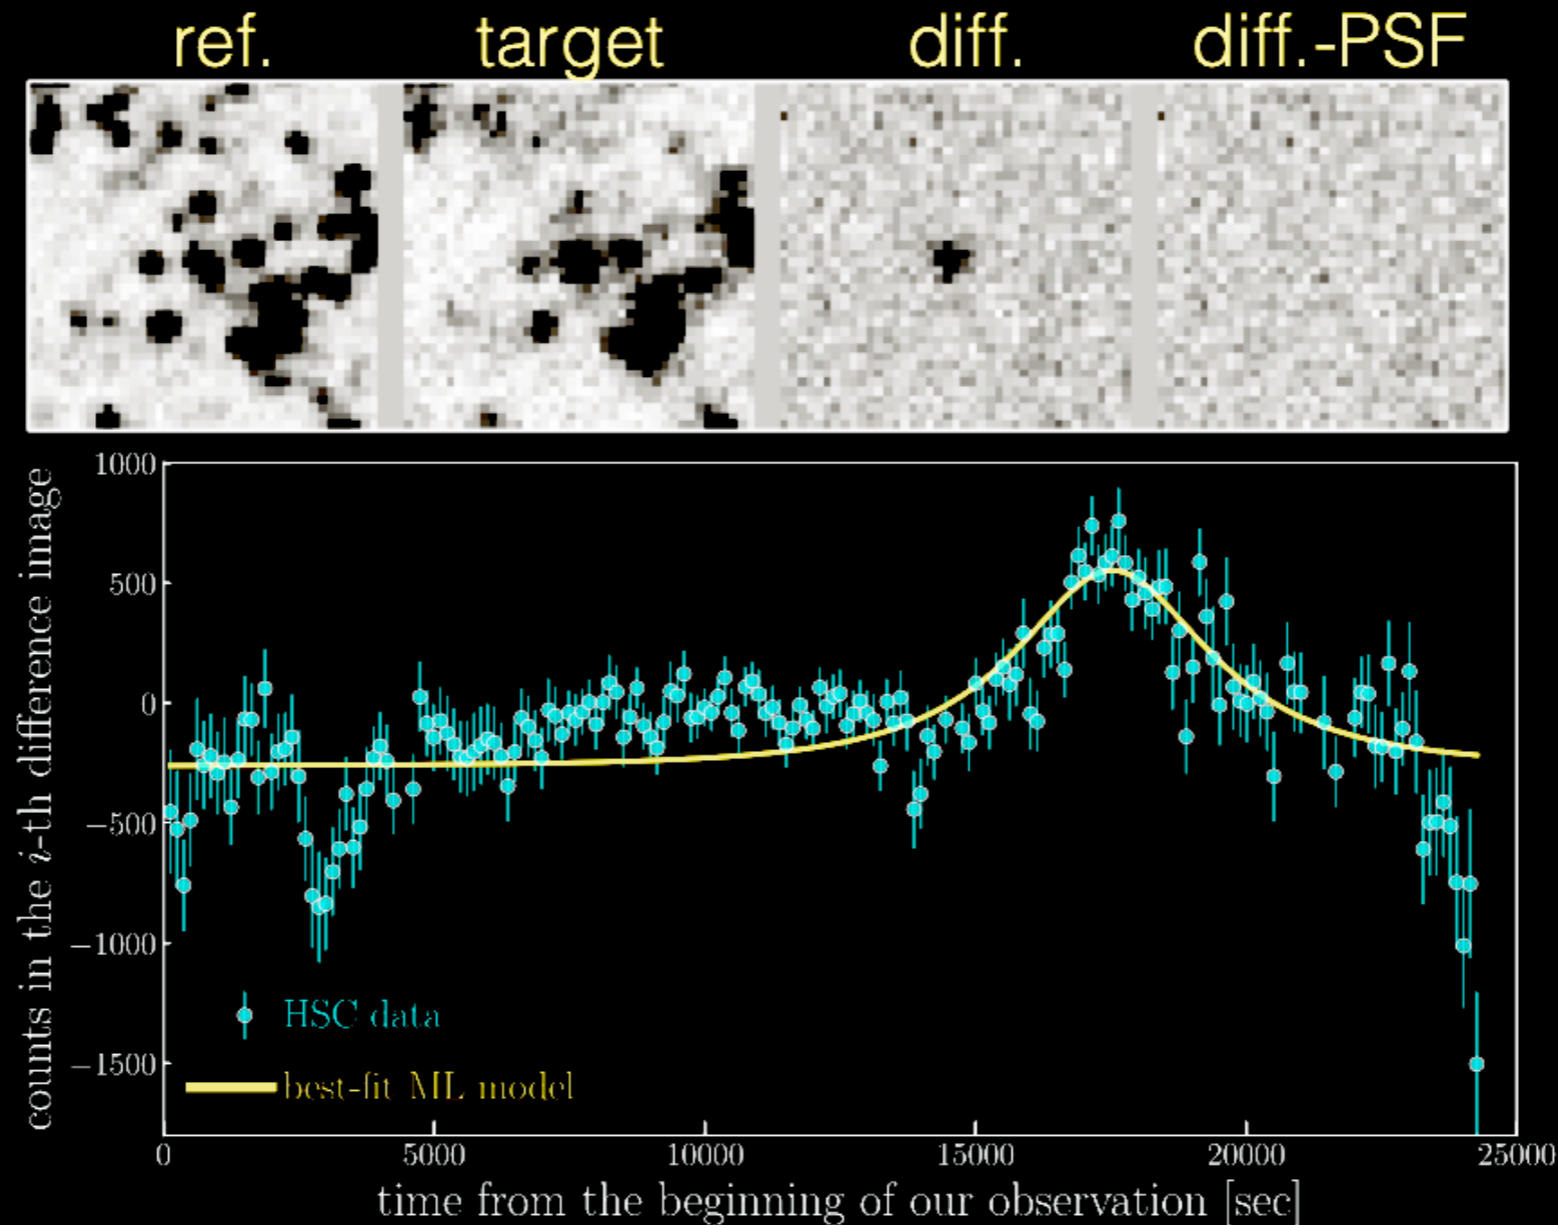 ref. target diff. diff.-PSF
counts in the i-th difference image
1000
500
0
−500
−1000
−1500
HSC data
best-fit ML model
0 5000 10000 15000 20000 25000
time from the beginning of our observation [sec]